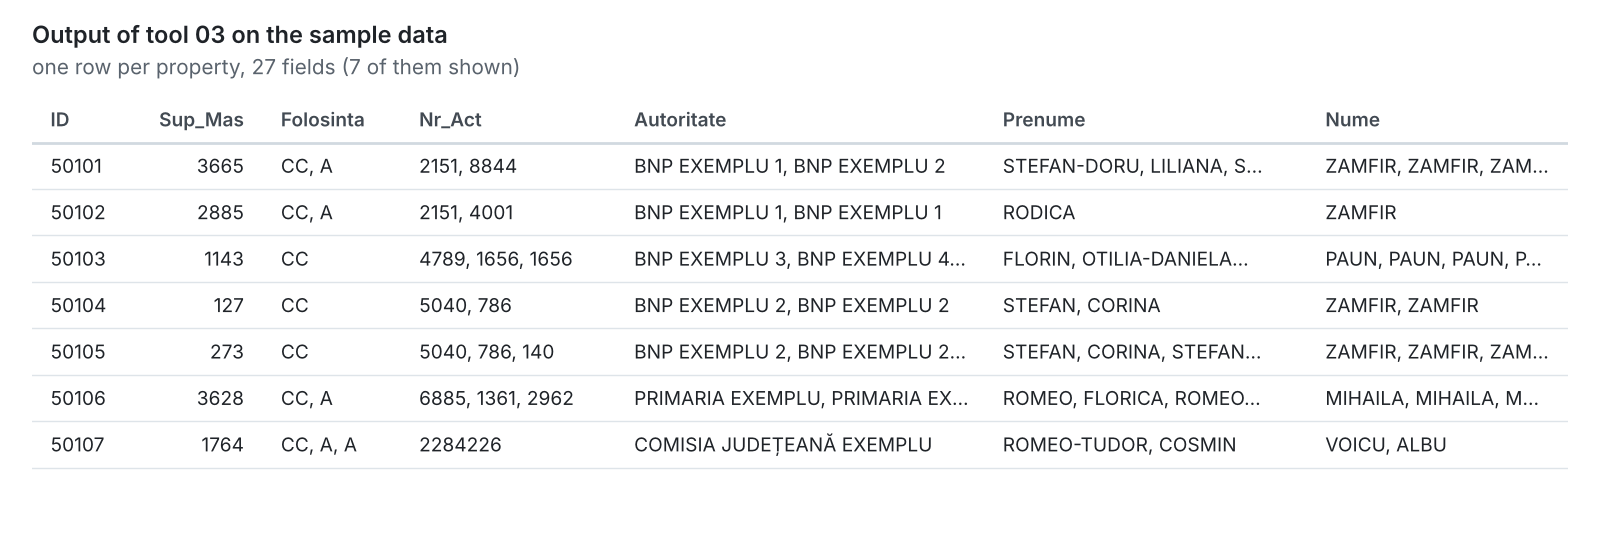 Output of tool 03 on the sample data
one row per property, 27 fields (7 of them shown)
ID Sup_Mas Folosinta Nr_Act Autoritate Prenume Nume
50101 3665 CC, A 2151, 8844 BNP EXEMPLU 1, BNP EXEMPLU 2 STEFAN-DORU, LILIANA, S... ZAMFIR, ZAMFIR, ZAM...
50102 2885 CC, A 2151, 4001 BNP EXEMPLU 1, BNP EXEMPLU 1 RODICA ZAMFIR
50103 1143 CC 4789, 1656, 1656 BNP EXEMPLU 3, BNP EXEMPLU 4... FLORIN, OTILIA-DANIELA... PAUN, PAUN, PAUN, P...
50104 127 CC 5040, 786 BNP EXEMPLU 2, BNP EXEMPLU 2 STEFAN, CORINA ZAMFIR, ZAMFIR
50105 273 CC 5040, 786, 140 BNP EXEMPLU 2, BNP EXEMPLU 2... STEFAN, CORINA, STEFAN... ZAMFIR, ZAMFIR, ZAM...
50106 3628 CC, A 6885, 1361, 2962 PRIMARIA EXEMPLU, PRIMARIA EX... ROMEO, FLORICA, ROMEO... MIHAILA, MIHAILA, M...
50107 1764 CC, A, A 2284226 COMISIA JUDEȚEANĂ EXEMPLU ROMEO-TUDOR, COSMIN VOICU, ALBU